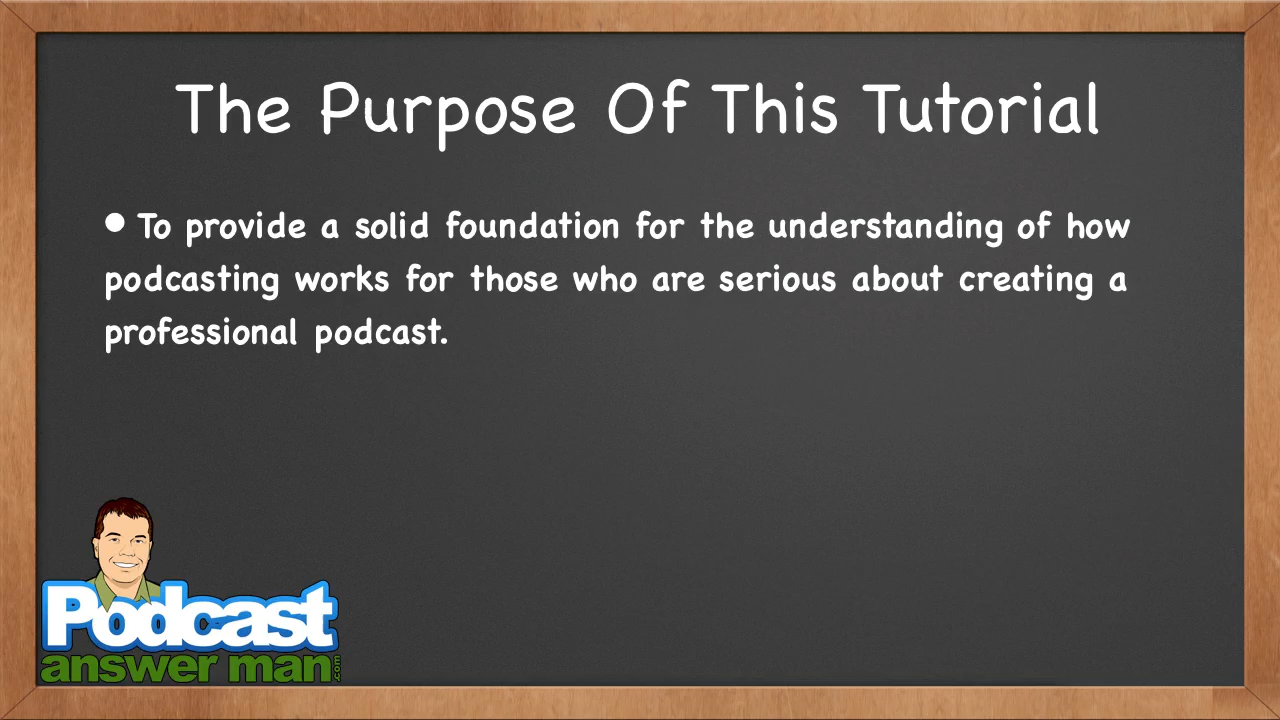 The Purpose Of This Tutorial
• To provide a solid foundation for the understanding of how
podcasting works for those who are serious about creating a
professional podcast.
Podcast
answer man.com